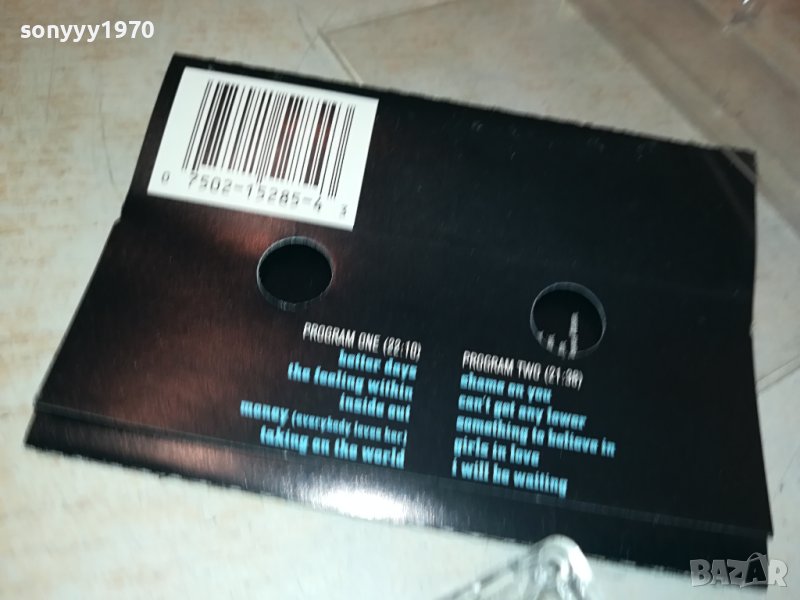 sonyyy1970
0 7502-15285-4 3
PROGRAM ONE (22:10)
better days
the feeling within
inside out
money (everybody loves her)
taking on the world
PROGRAM TWO (21:38)
shame on you
can't get any lower
something to believe in
girls in love
i will be waiting
BAZAR